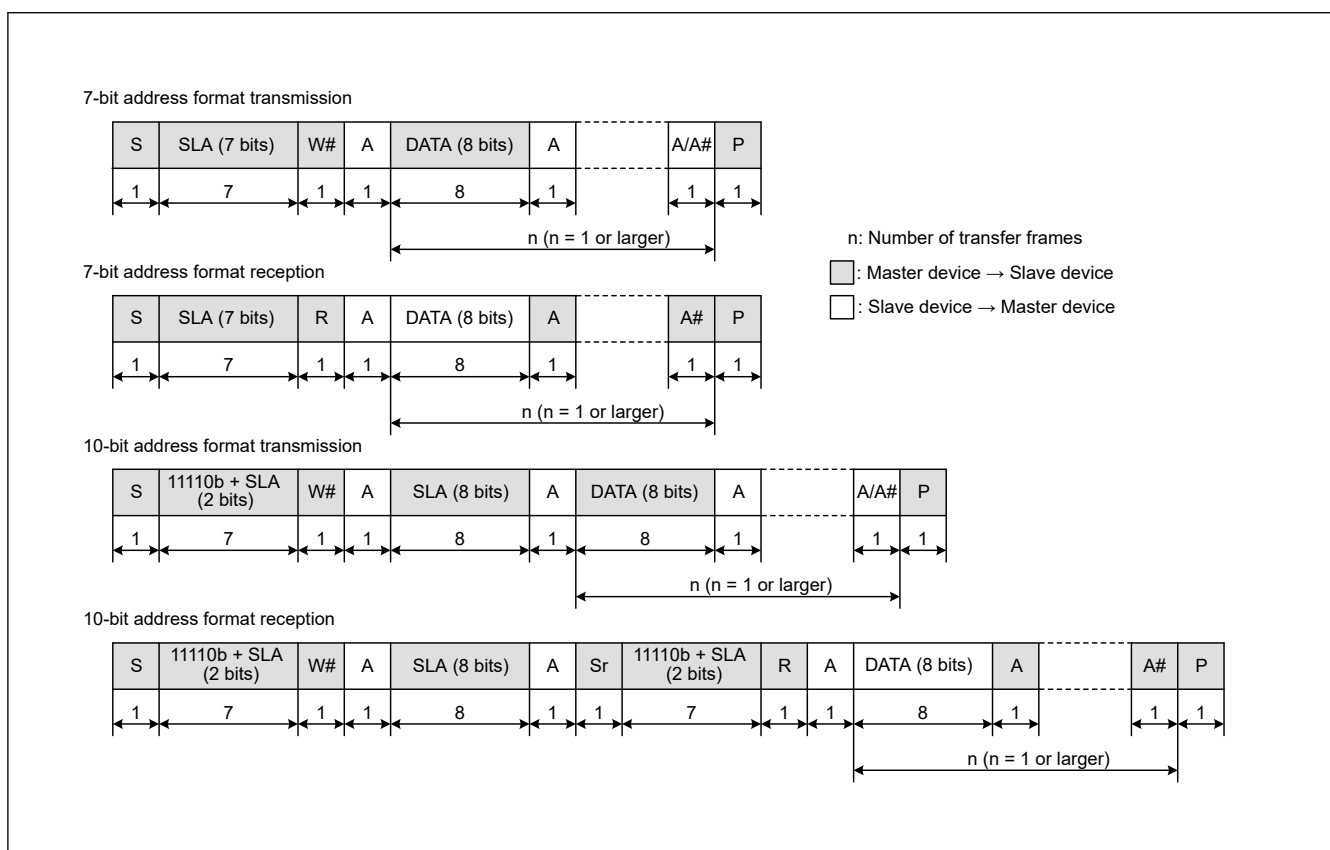 7-bit address format transmission
S SLA (7 bits) W# A DATA (8 bits) A A/A# P
1 7 1 1 8 1 1 1
n (n = 1 or larger)
n: Number of transfer frames
: Master device → Slave device
: Slave device → Master device
7-bit address format reception
S SLA (7 bits) R A DATA (8 bits) A A# P
1 7 1 1 8 1 1 1
n (n = 1 or larger)
10-bit address format transmission
S 11110b + SLA (2 bits) W# A SLA (8 bits) A DATA (8 bits) A A/A# P
1 7 1 1 8 1 8 1 1 1
n (n = 1 or larger)
10-bit address format reception
S 11110b + SLA (2 bits) W# A SLA (8 bits) A Sr 11110b + SLA (2 bits) R A DATA (8 bits) A A# P
1 7 1 1 8 1 1 7 1 1 8 1 1 1
n (n = 1 or larger)